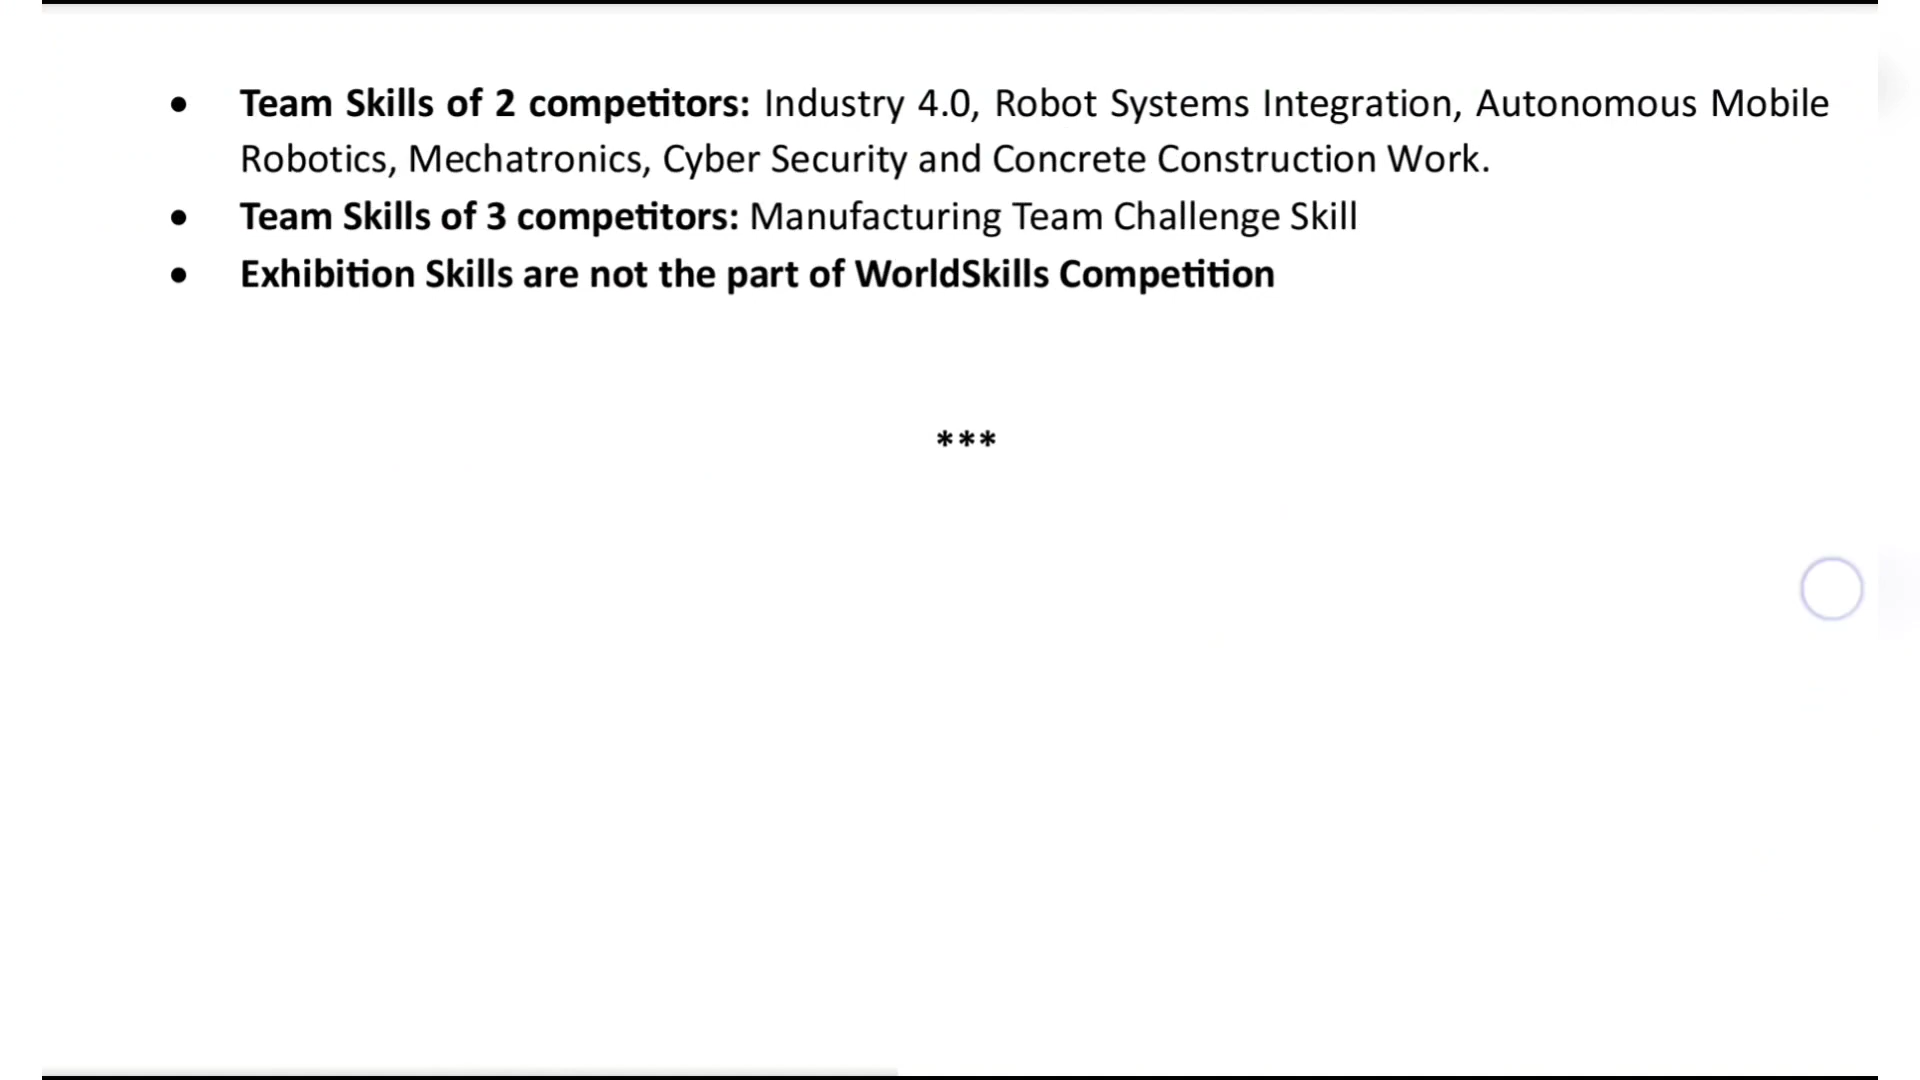 • Team Skills of 2 competitors: Industry 4.0, Robot Systems Integration, Autonomous Mobile
Robotics, Mechatronics, Cyber Security and Concrete Construction Work.
• Team Skills of 3 competitors: Manufacturing Team Challenge Skill
• Exhibition Skills are not the part of WorldSkills Competition
***